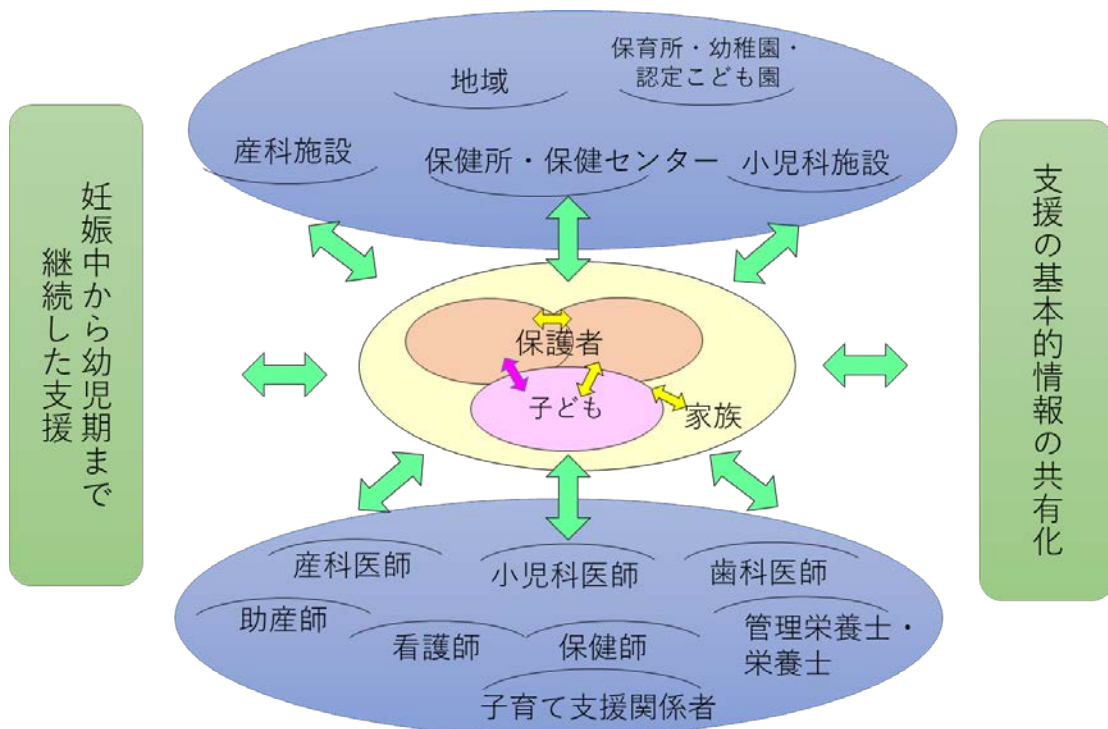 地域
保育所・幼稚園・
認定こども園
産科施設
保健所・保健センター
小児科施設
妊娠中から幼児期まで
継続した支援
支援の基本的情報の共有化
保護者
子ども
家族
産科医師
小児科医師
歯科医師
助産師
看護師
保健師
管理栄養士・
栄養士
子育て支援関係者